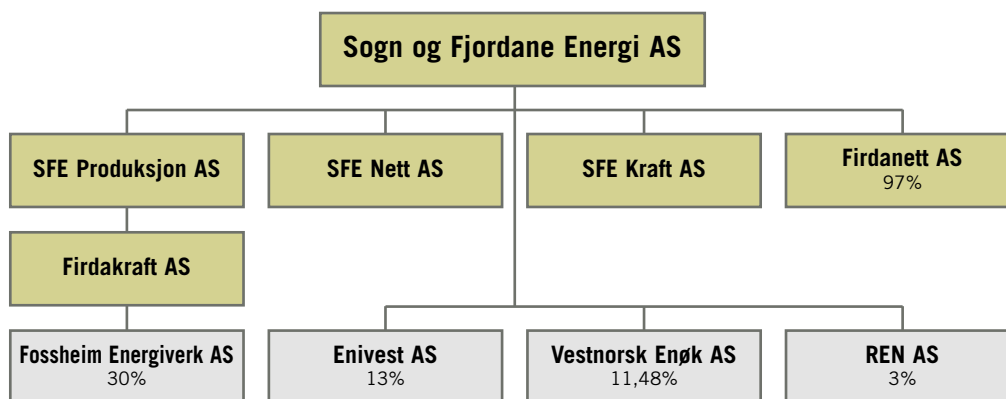 Sogn og Fjordane Energi AS
SFE Produksjon AS
SFE Nett AS
SFE Kraft AS
Firdanett AS
97%
Firdakraft AS
Fossheim Energiverk AS
30%
Enivest AS
13%
Vestnorsk Enøk AS
11,48%
REN AS
3%